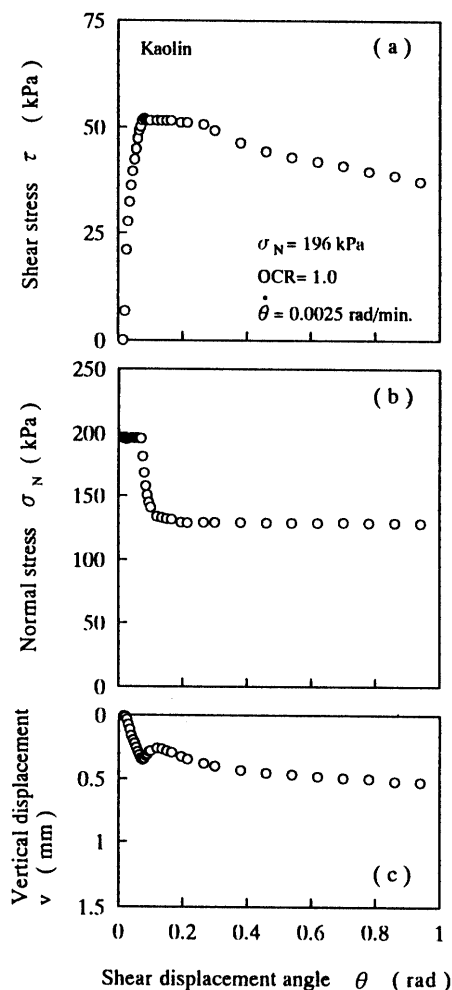 75
50
25
0
Shear stress τ ( kPa )
Kaolin
( a )
σ N = 196 kPa
OCR= 1.0
θ̇ = 0.0025 rad/min.
250
200
150
100
50
0
Normal stress σ N ( kPa )
( b )
0
0.5
1
1.5
Vertical displacement
v ( mm )
( c )
0 0.2 0.4 0.6 0.8 1
Shear displacement angle θ ( rad )